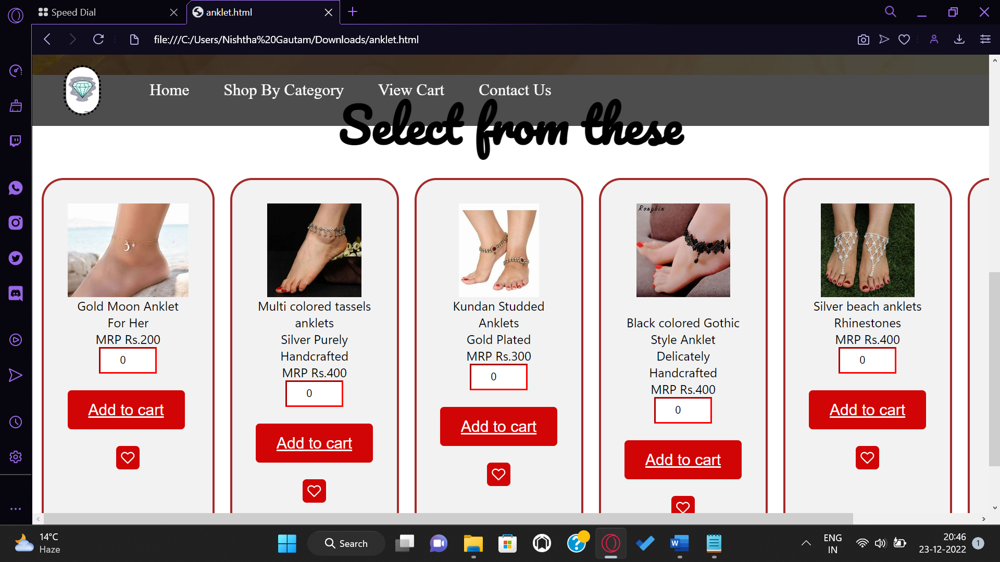 Speed Dial
anklet.html
file:///C:/Users/Nishtha%20Gautam/Downloads/anklet.html
Home
Shop By Category
View Cart
Contact Us
Select from these
Gold Moon Anklet
For Her
MRP Rs.200
0
Add to cart
Multi colored tassels
anklets
Silver Purely
Handcrafted
MRP Rs.400
0
Add to cart
Kundan Studded
Anklets
Gold Plated
MRP Rs.300
0
Add to cart
Rongbin
Black colored Gothic
Style Anklet
Delicately
Handcrafted
MRP Rs.400
0
Add to cart
Silver beach anklets
Rhinestones
MRP Rs.400
0
Add to cart
14°C
Haze
Search
ENG
IN
20:46
23-12-2022
1